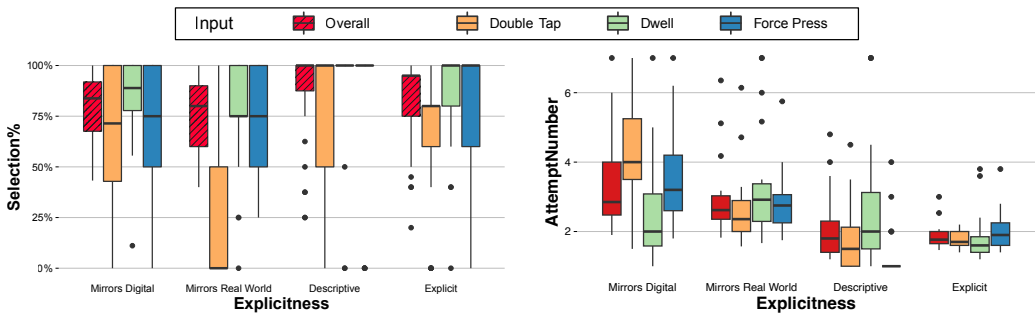 Input Overall Double Tap Dwell Force Press
Selection%
100%
75%
50%
25%
0%
Mirrors Digital Mirrors Real World Descriptive Explicit
Explicitness
AttemptNumber
6
4
2
Mirrors Digital Mirrors Real World Descriptive Explicit
Explicitness